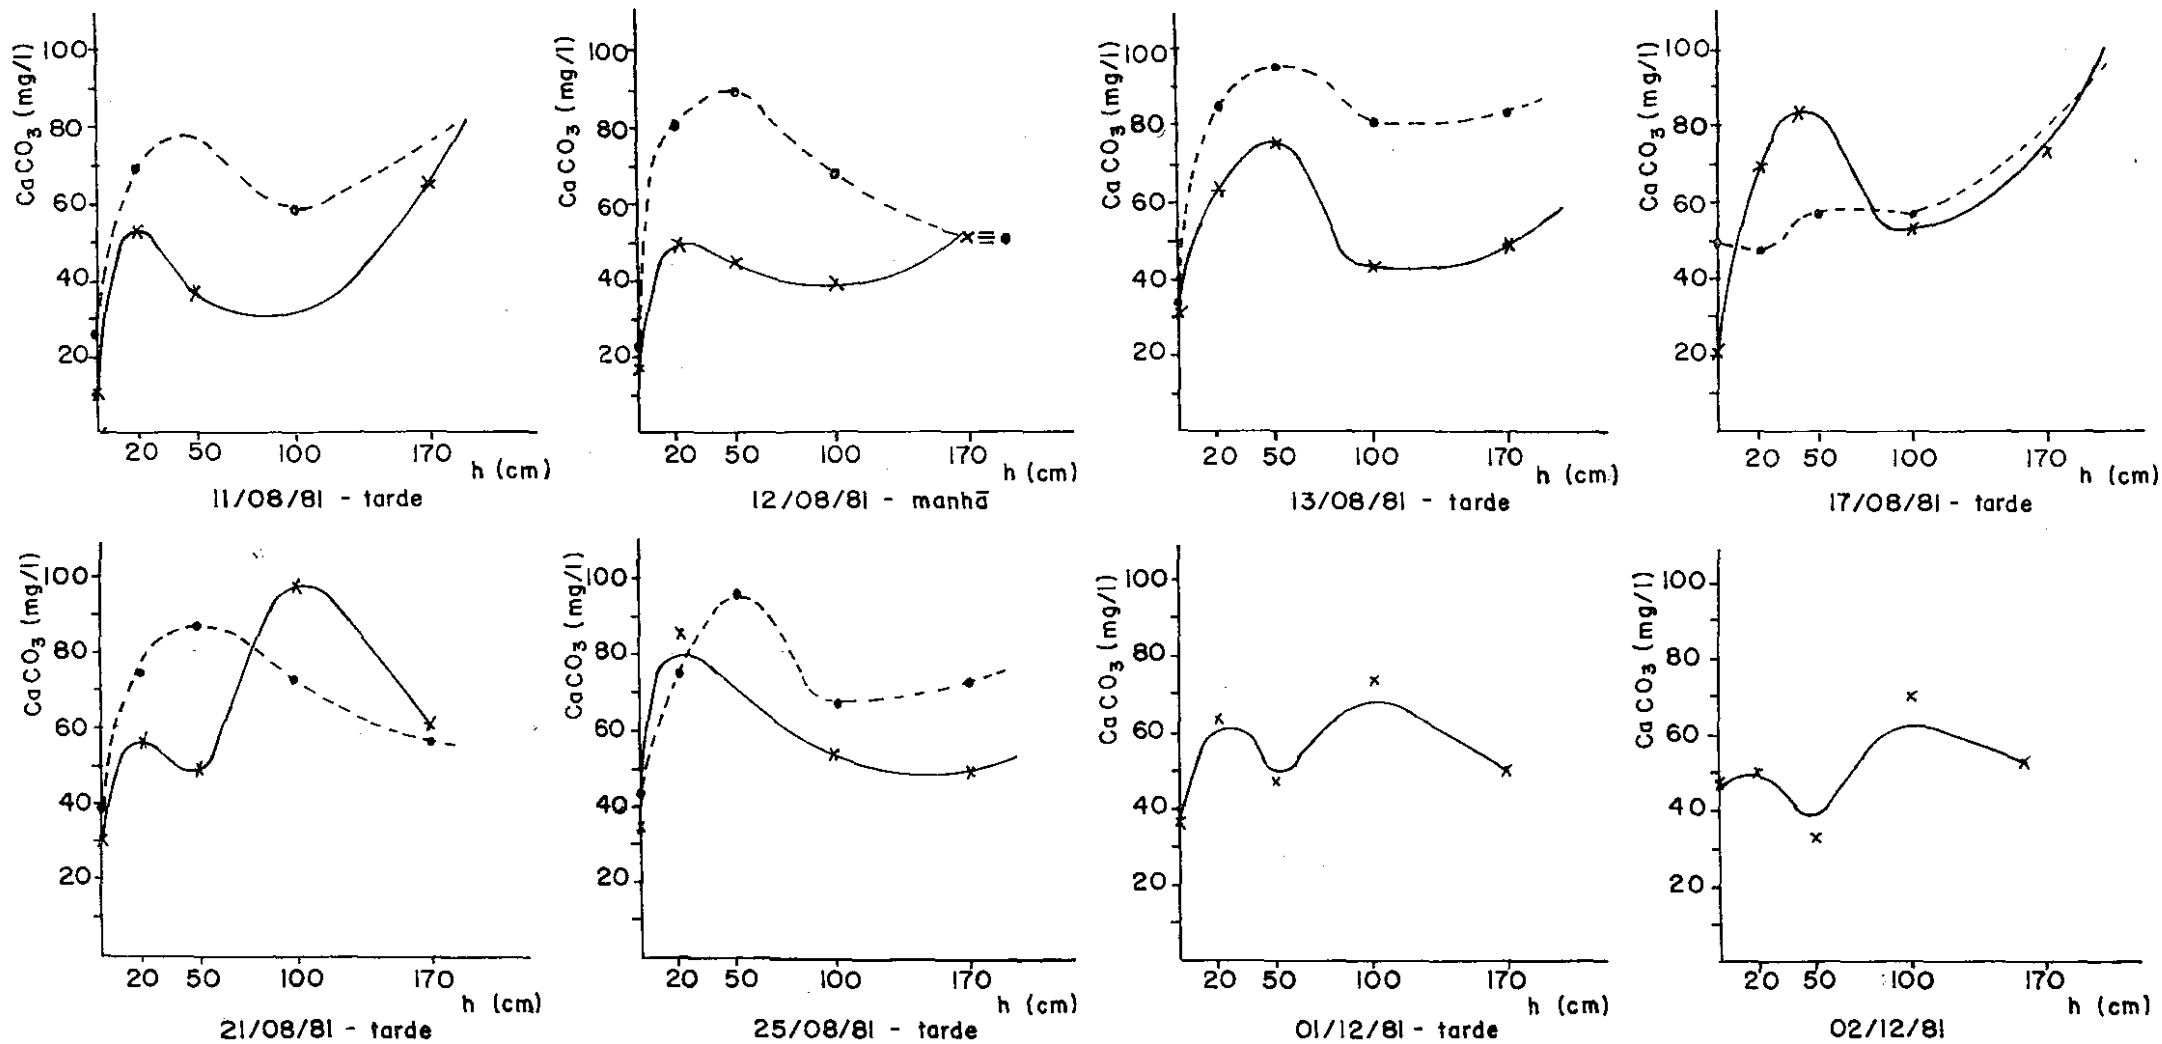 CaCO3 (mg/l)
100
80
60
40
20
20 50 100 170
h (cm)
11/08/81 - tarde
CaCO3 (mg/l)
100
80
60
40
20
20 50 100 170
h (cm)
12/08/81 - manhã
CaCO3 (mg/l)
100
80
60
40
20
20 50 100 170
h (cm)
13/08/81 - tarde
CaCO3 (mg/l)
100
80
60
40
20
20 50 100 170
h (cm)
17/08/81 - tarde
CaCO3 (mg/l)
100
80
60
40
20
20 50 100 170
h (cm)
21/08/81 - tarde
CaCO3 (mg/l)
100
80
60
40
20
20 50 100 170
h (cm)
25/08/81 - tarde
CaCO3 (mg/l)
100
80
60
40
20
20 50 100 170
h (cm)
01/12/81 - tarde
CaCO3 (mg/l)
100
80
60
40
20
20 50 100 170
h (cm)
02/12/81